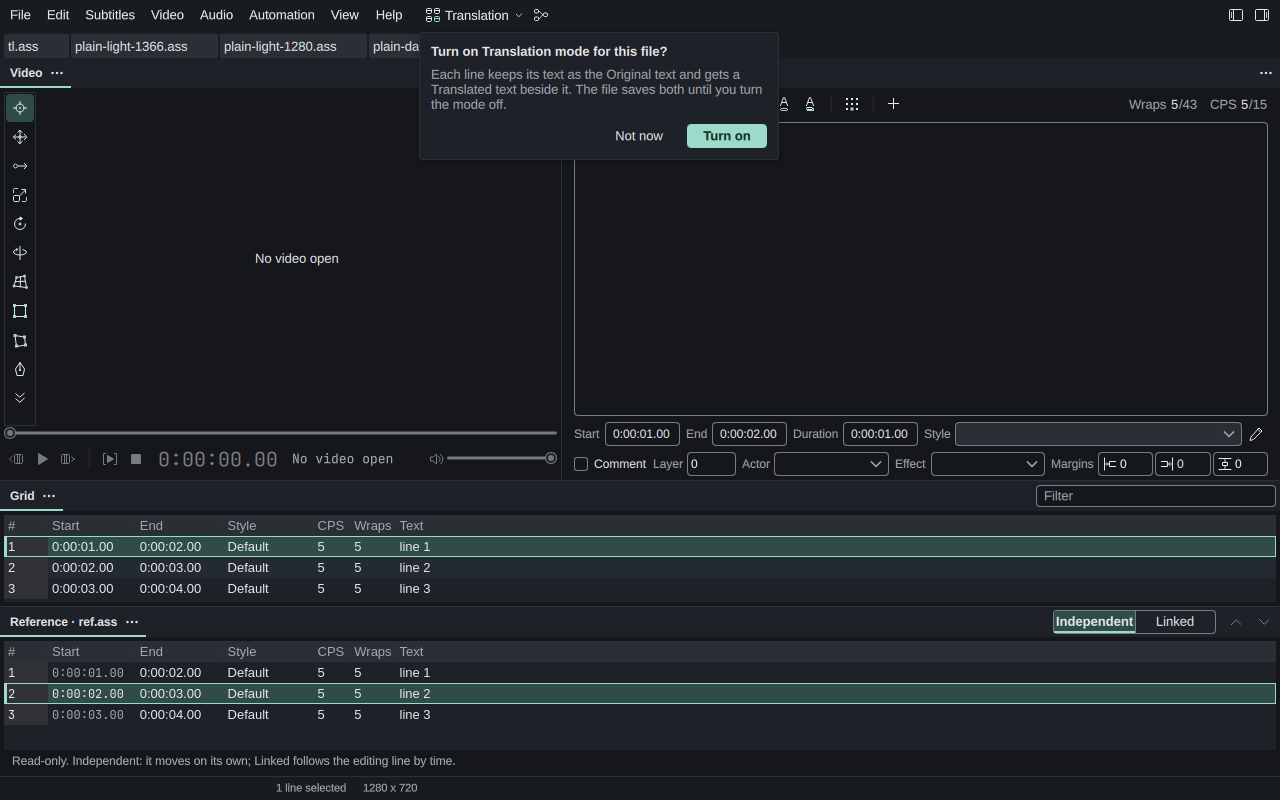 File Edit Subtitles Video Audio Automation View Help Translation
tl.ass plain-light-1366.ass plain-light-1280.ass
Turn on Translation mode for this file?
Each line keeps its text as the Original text and gets a
Translated text beside it. The file saves both until you turn
the mode off.
Not now Turn on
Video
Wraps 5/43 CPS 5/15
No video open
Start 0:00:01.00 End 0:00:02.00 Duration 0:00:01.00 Style
0:00:00.00 No video open
Comment Layer 0 Actor Effect Margins 0 0 0
Grid
Filter
# Start End Style CPS Wraps Text
1 0:00:01.00 0:00:02.00 Default 5 5 line 1
2 0:00:02.00 0:00:03.00 Default 5 5 line 2
3 0:00:03.00 0:00:04.00 Default 5 5 line 3
Reference · ref.ass
Independent Linked
# Start End Style CPS Wraps Text
1 0:00:01.00 0:00:02.00 Default 5 5 line 1
2 0:00:02.00 0:00:03.00 Default 5 5 line 2
3 0:00:03.00 0:00:04.00 Default 5 5 line 3
Read-only. Independent: it moves on its own; Linked follows the editing line by time.
1 line selected 1280 x 720